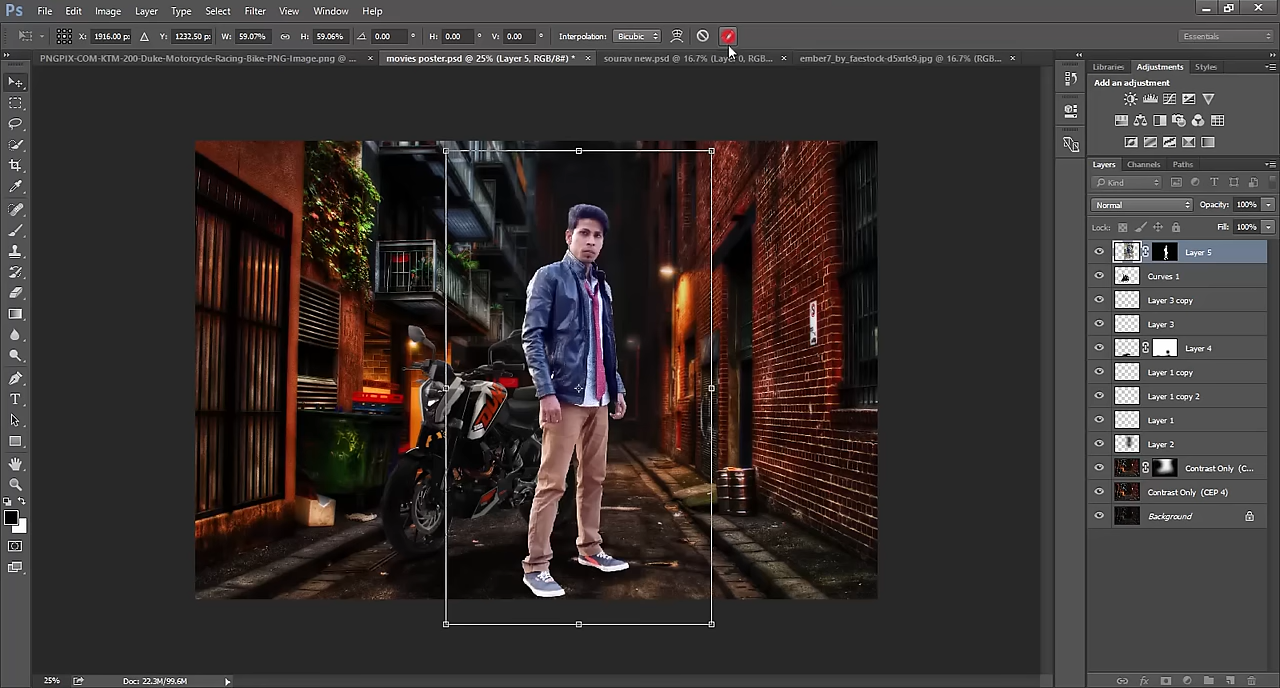 Ps File Edit Image Layer Type Select Filter View Window Help
X: 1916.00 p: Y: 1232.50 p: W: 59.07% H: 59.06% 0.00 ° H: 0.00 ° V: 0.00 ° Interpolation: Bicubic Essentials
PNGPIX-COM-KTM-200-Duke-Motorcycle-Racing-Bike-PNG-Image.png @ ... × movies poster.psd @ 25% (Layer 5, RGB/8#) * × sourav new.psd @ 16.7% (Layer 0, RGB... × ember7_by_faestock-d5xrls9.jpg @ 16.7% (RGB... ×
Libraries Adjustments Styles
Add an adjustment
Layers Channels Paths
Kind
Normal Opacity: 100%
Lock: Fill: 100%
Layer 5
Curves 1
Layer 3 copy
Layer 3
Layer 4
Layer 1 copy
Layer 1 copy 2
Layer 1
Layer 2
Contrast Only (C...
Contrast Only (CEP 4)
Background
DUKE
25% Doc: 22.3M/99.6M
fx